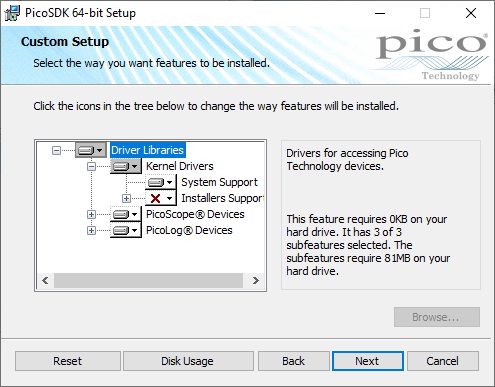 PicoSDK 64-bit Setup
Custom Setup
Select the way you want features to be installed.
pico
Technology
Click the icons in the tree below to change the way features will be installed.
Driver Libraries
Kernel Drivers
System Support
Installers Suppor
PicoScope® Devices
PicoLog® Devices
Drivers for accessing Pico
Technology devices.
This feature requires 0KB on your
hard drive. It has 3 of 3
subfeatures selected. The
subfeatures require 81MB on your
hard drive.
Browse...
Reset
Disk Usage
Back
Next
Cancel